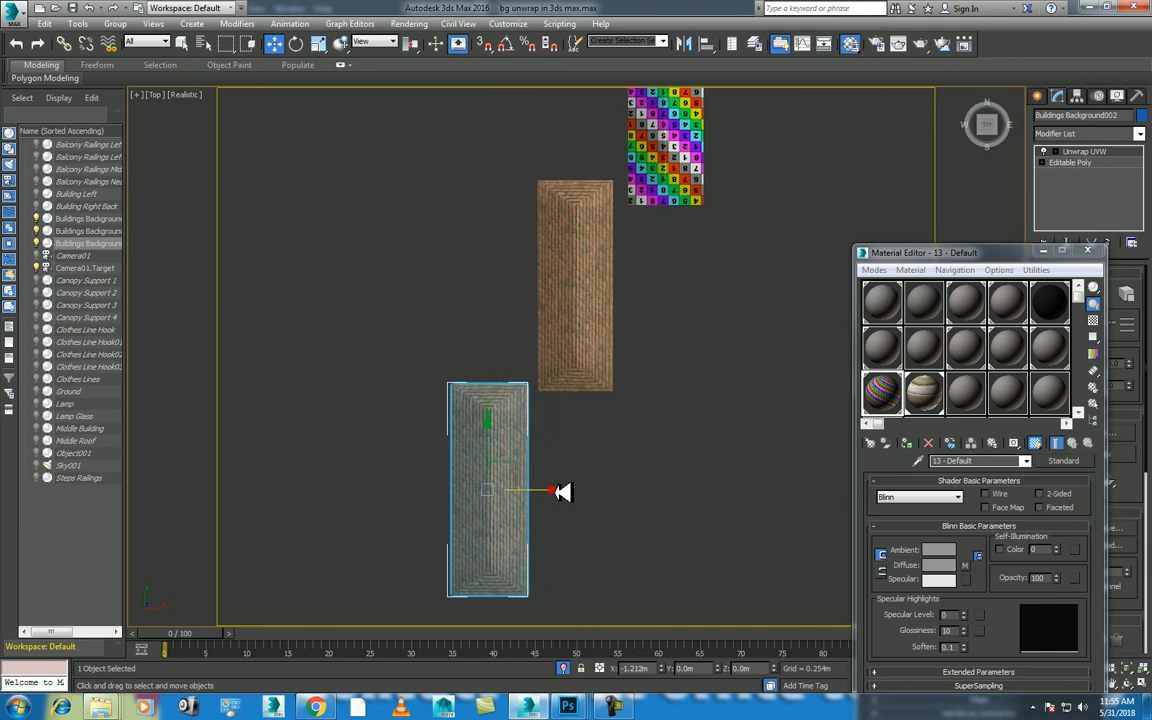 Workspace: Default
Autodesk 3ds Max 2016    bg unwrap in 3ds max.max
Type a keyword or phrase
Sign In
MAX
Edit Tools Group Views Create Modifiers Animation Graph Editors Rendering Civil View Customize Scripting Help
All
View
Create Selection Se
Modeling Freeform Selection Object Paint Populate
Polygon Modeling
Select Display Edit
Name (Sorted Ascending)
Balcony Railings Left
Balcony Railings Left
Balcony Railings Mid
Balcony Railings Nea
Building Left
Building Right Back
Buildings Background
Buildings Background
Buildings Background
Camera01
Camera01.Target
Canopy Support 1
Canopy Support 2
Canopy Support 3
Canopy Support 4
Clothes Line Hook
Clothes Line Hook02
Clothes Line Hook03
Clothes Lines
Ground
Lamp
Lamp Glass
Middle Building
Middle Roof
Object001
Sky001
Steps Railings
[+] [Top] [Realistic]
N
W
TOP
E
S
Buildings Background002
Modifier List
Unwrap UVW
Editable Poly
Material Editor - 13 - Default
Modes Material Navigation Options Utilities
13 - Default
Standard
Shader Basic Parameters
Blinn
Wire
2-Sided
Face Map
Faceted
Blinn Basic Parameters
Self-Illumination
Ambient:
Color 0
Diffuse:
M
Specular:
Opacity: 100
Specular Highlights
Specular Level: 0
Glossiness: 10
Soften: 0.1
Extended Parameters
SuperSampling
0 / 100
Workspace: Default
0 5 10 15 20 25 30 35 40 45 50 55 60 65 70 75 80
Welcome to M
1 Object Selected
X: -1.212m Y: 0.0m Z: 0.0m Grid = 0.254m
Click and drag to select and move objects
Add Time Tag
11:55 AM
5/31/2018